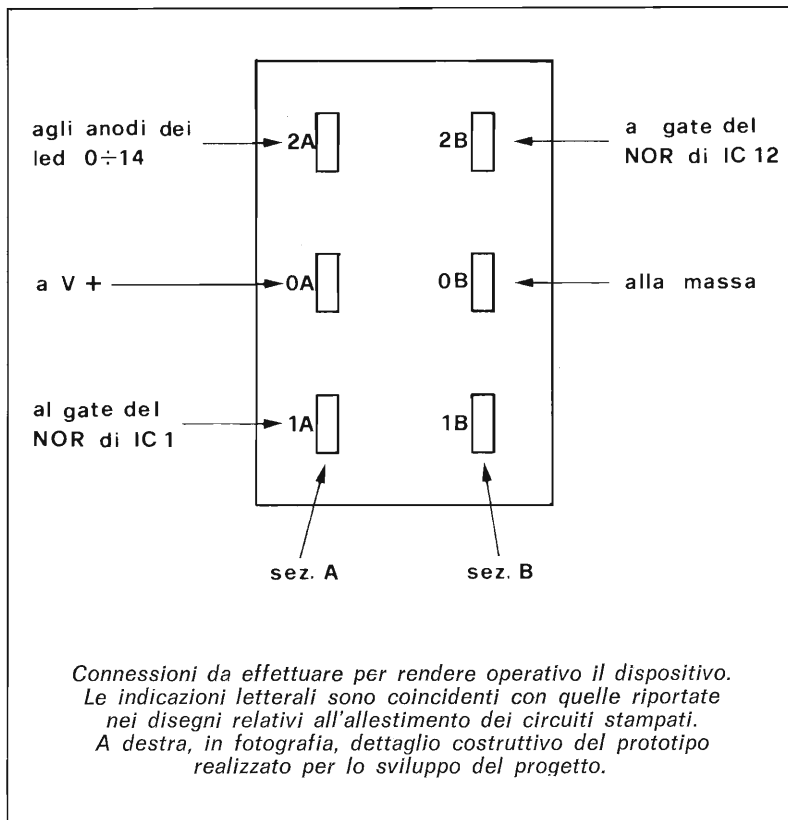 agli anodi dei
led 0÷14
2A
2B
a gate del
NOR di IC 12
a V +
0A
0B
alla massa
al gate del
NOR di IC 1
1A
1B
sez. A
sez. B
Connessioni da effettuare per rendere operativo il dispositivo.
Le indicazioni letterali sono coincidenti con quelle riportate
nei disegni relativi all'allestimento dei circuiti stampati.
A destra, in fotografia, dettaglio costruttivo del prototipo
realizzato per lo sviluppo del progetto.